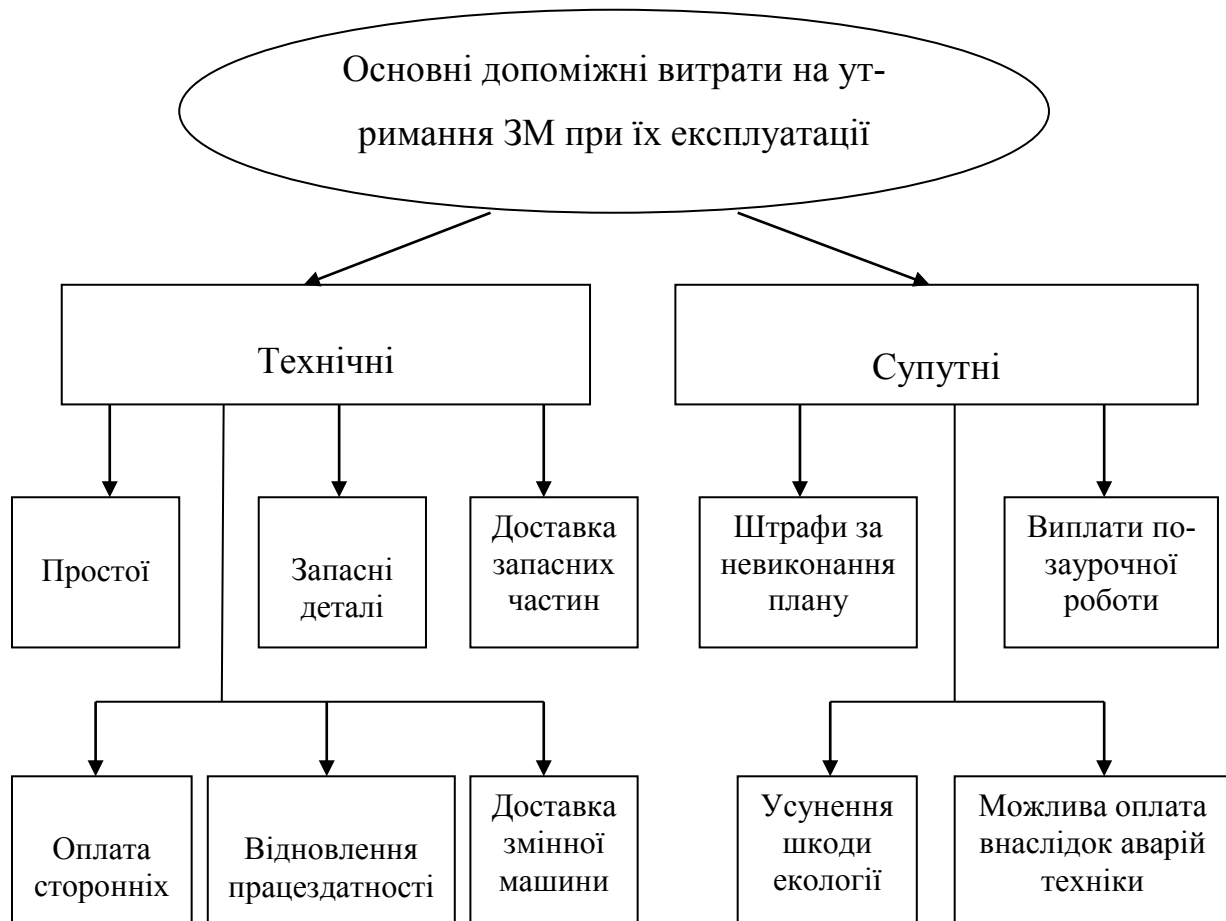 Основні допоміжні витрати на ут-
римання ЗМ при їх експлуатації
Технічні
Супутні
Простої
Запасні
деталі
Доставка
запасних
частин
Штрафи за
невиконання
плану
Виплати по-
заурочної
роботи
Оплата
сторонніх
Відновлення
працездатності
Доставка
змінної
машини
Усунення
шкоди
екології
Можлива оплата
внаслідок аварій
техніки